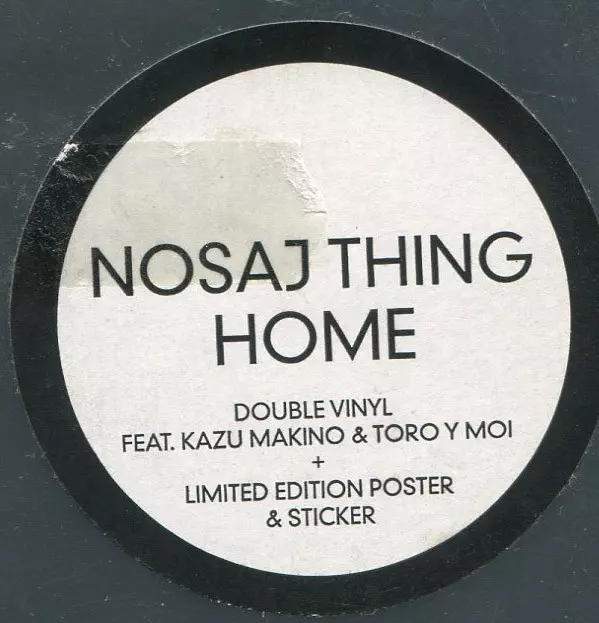 NOSAJ THING
HOME
DOUBLE VINYL
FEAT. KAZU MAKINO & TORO Y MOI
+
LIMITED EDITION POSTER
& STICKER